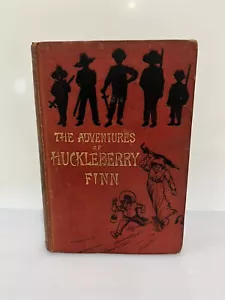 THE ADVENTURES
OF
HUCKLEBERRY
FINN